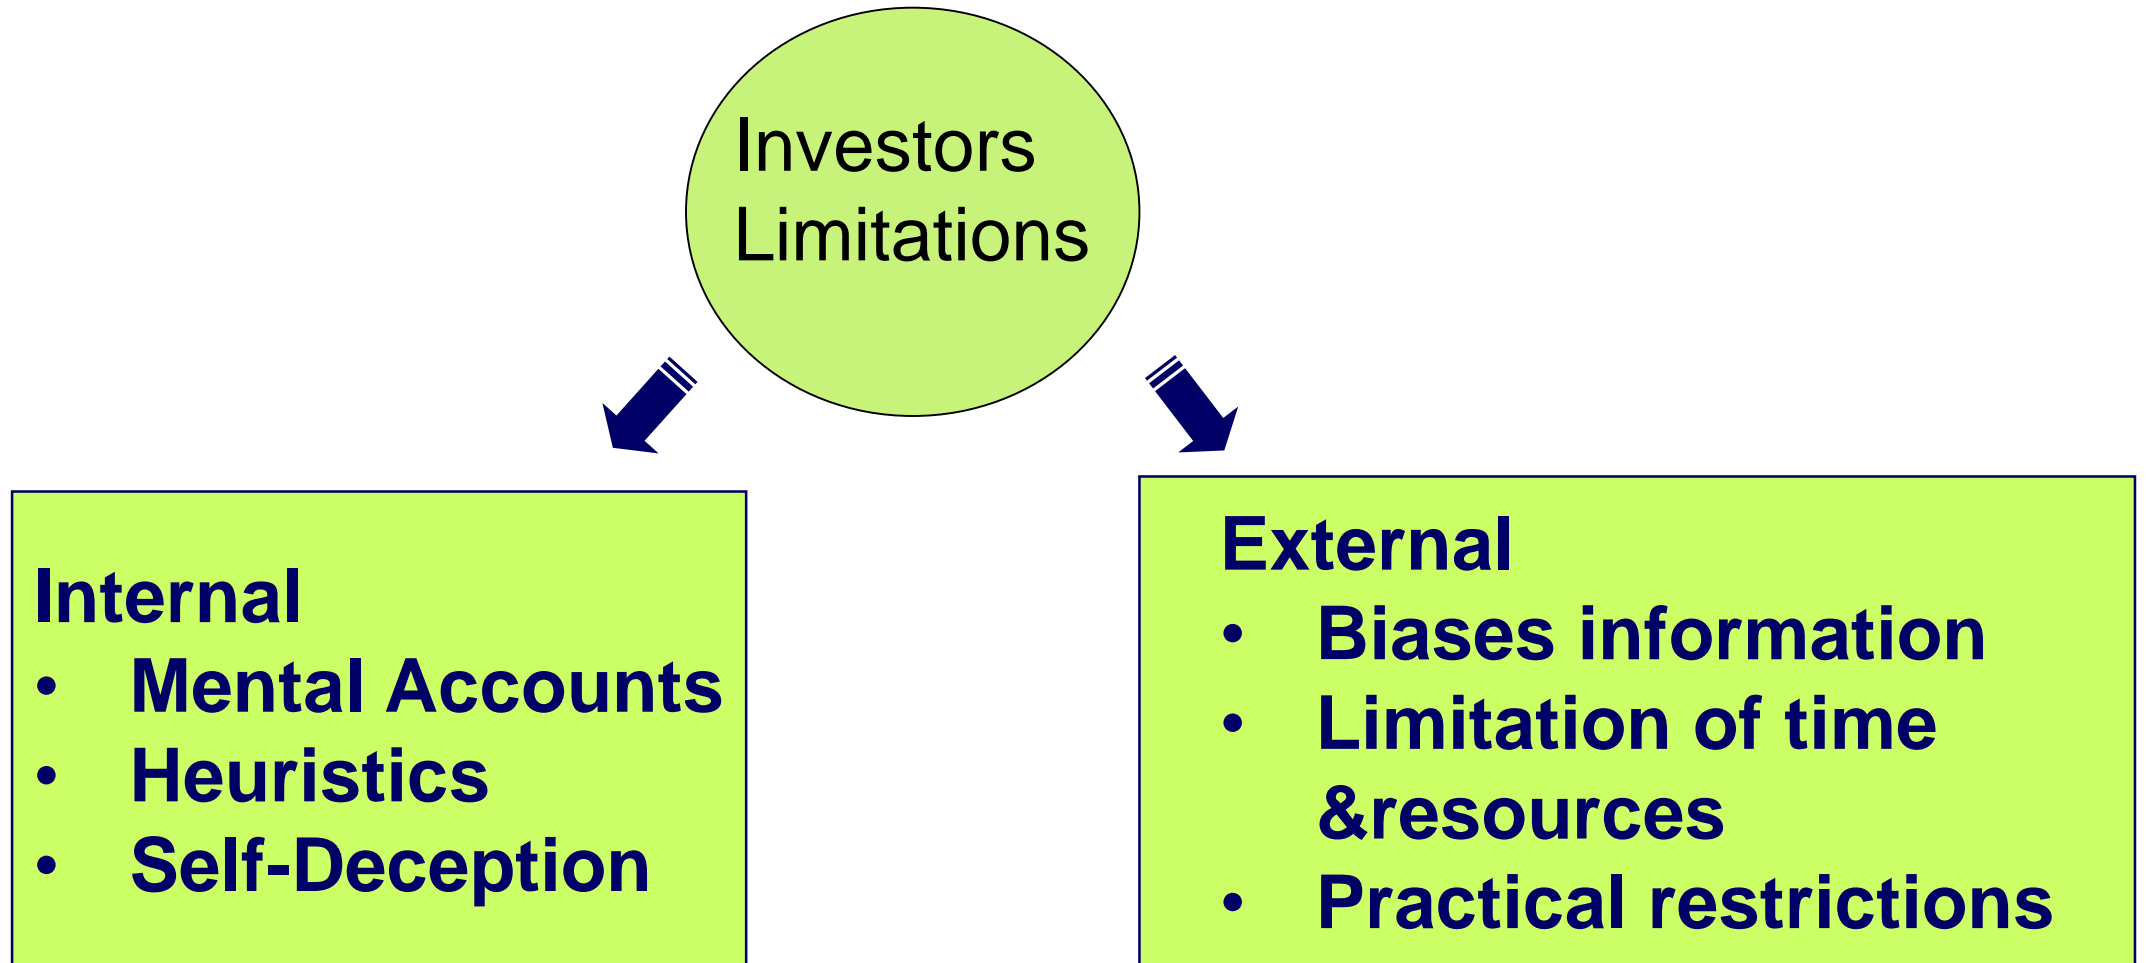 Investors
Limitations
Internal
• Mental Accounts
• Heuristics
• Self-Deception
External
• Biases information
• Limitation of time
&resources
• Practical restrictions